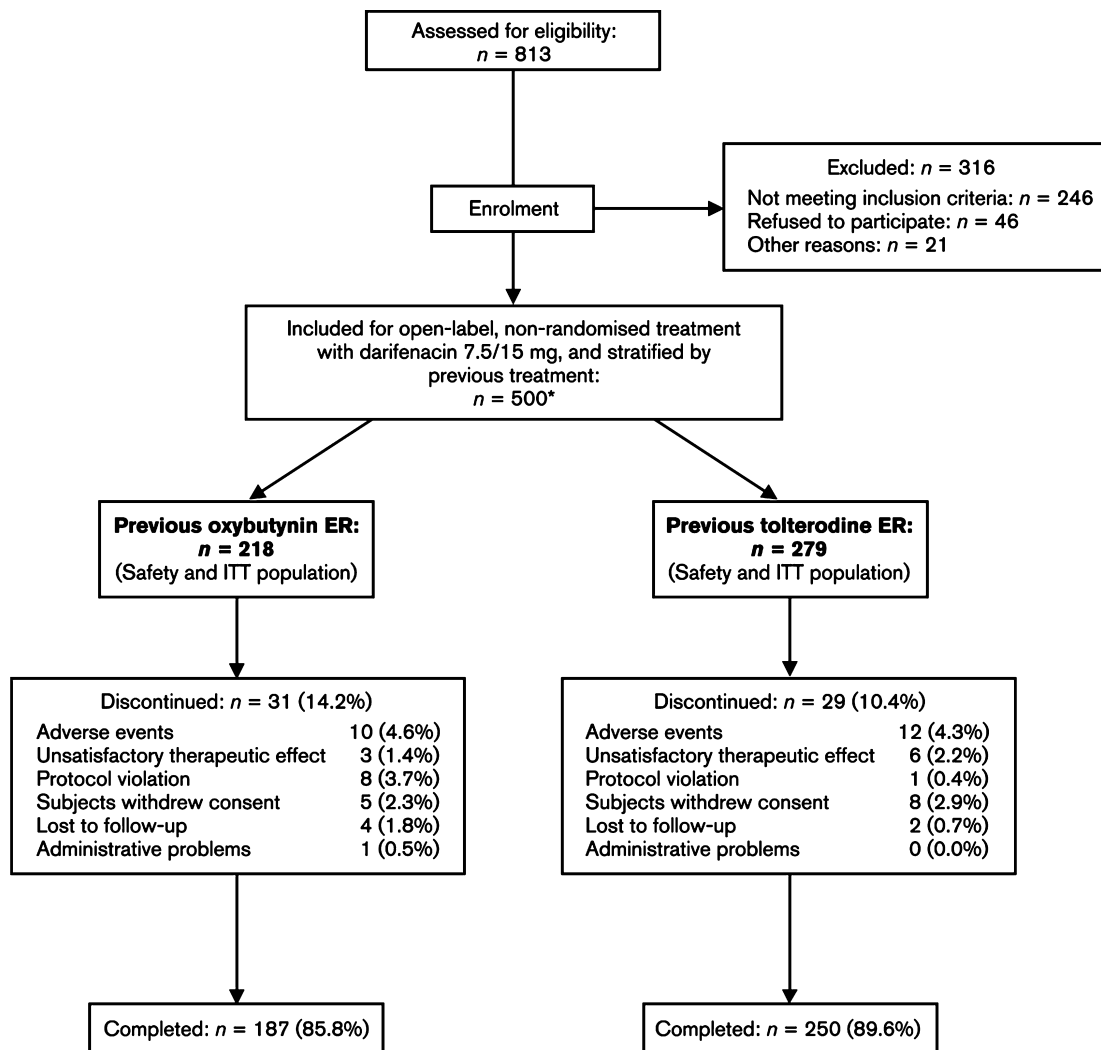 Assessed for eligibility:
n = 813
Enrolment
Excluded: n = 316
Not meeting inclusion criteria: n = 246
Refused to participate: n = 46
Other reasons: n = 21
Included for open-label, non-randomised treatment
with darifenacin 7.5/15 mg, and stratified by
previous treatment:
n = 500*
Previous oxybutynin ER:
n = 218
(Safety and ITT population)
Previous tolterodine ER:
n = 279
(Safety and ITT population)
Discontinued: n = 31 (14.2%)
Adverse events 10 (4.6%)
Unsatisfactory therapeutic effect 3 (1.4%)
Protocol violation 8 (3.7%)
Subjects withdrew consent 5 (2.3%)
Lost to follow-up 4 (1.8%)
Administrative problems 1 (0.5%)
Discontinued: n = 29 (10.4%)
Adverse events 12 (4.3%)
Unsatisfactory therapeutic effect 6 (2.2%)
Protocol violation 1 (0.4%)
Subjects withdrew consent 8 (2.9%)
Lost to follow-up 2 (0.7%)
Administrative problems 0 (0.0%)
Completed: n = 187 (85.8%)
Completed: n = 250 (89.6%)